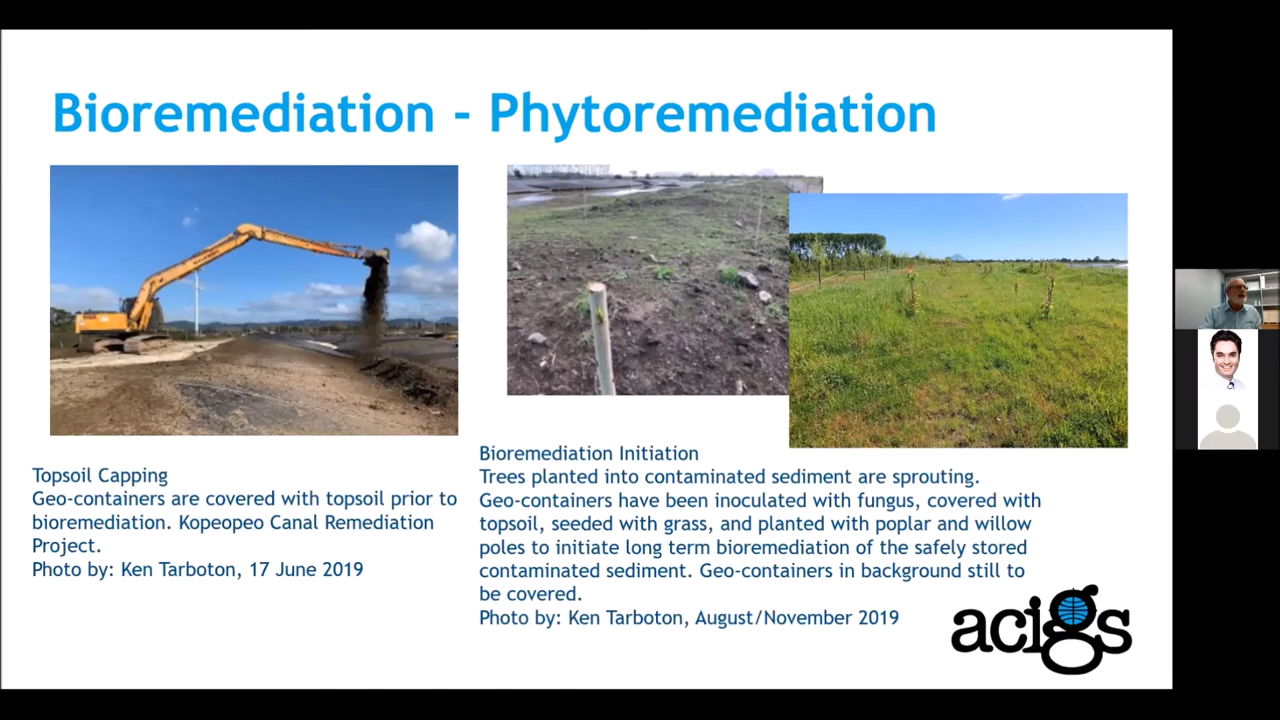 Bioremediation - Phytoremediation
Topsoil Capping
Geo-containers are covered with topsoil prior to
bioremediation. Kopeopeo Canal Remediation
Project.
Photo by: Ken Tarboton, 17 June 2019
Bioremediation Initiation
Trees planted into contaminated sediment are sprouting.
Geo-containers have been inoculated with fungus, covered with
topsoil, seeded with grass, and planted with poplar and willow
poles to initiate long term bioremediation of the safely stored
contaminated sediment. Geo-containers in background still to
be covered.
Photo by: Ken Tarboton, August/November 2019
acigs